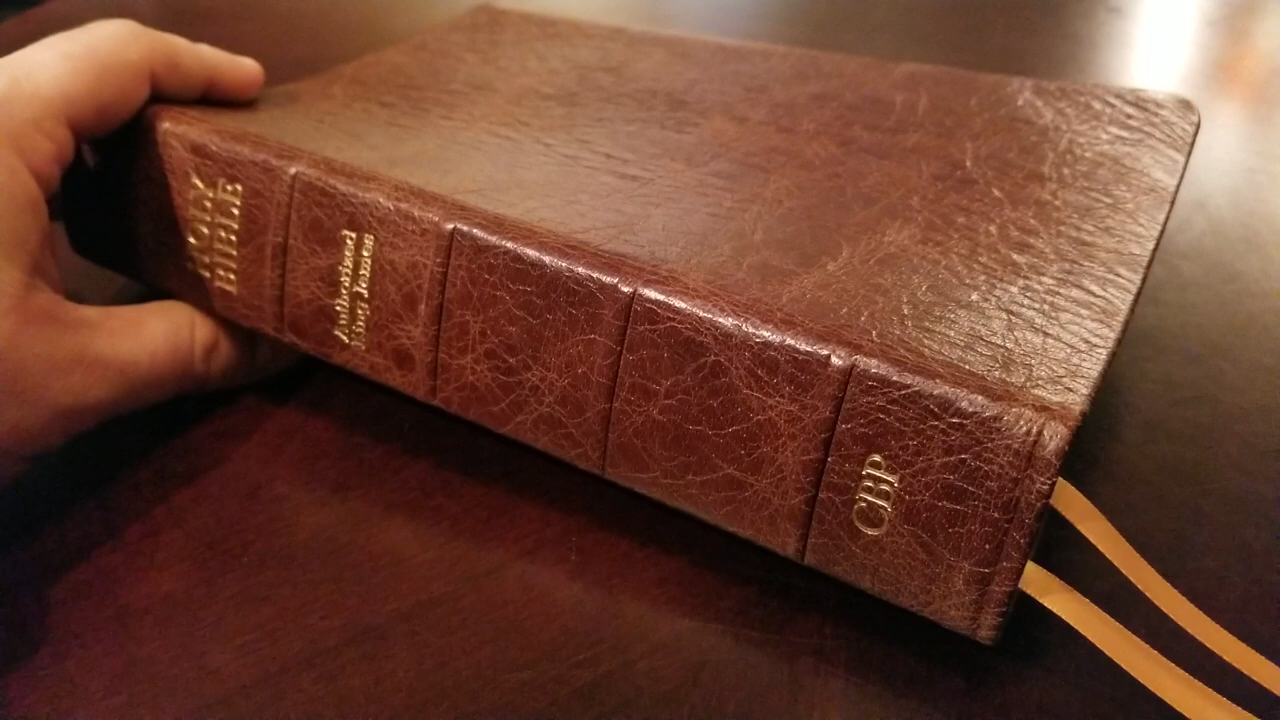 HOLY
BIBLE
Authorized
King James
CBP